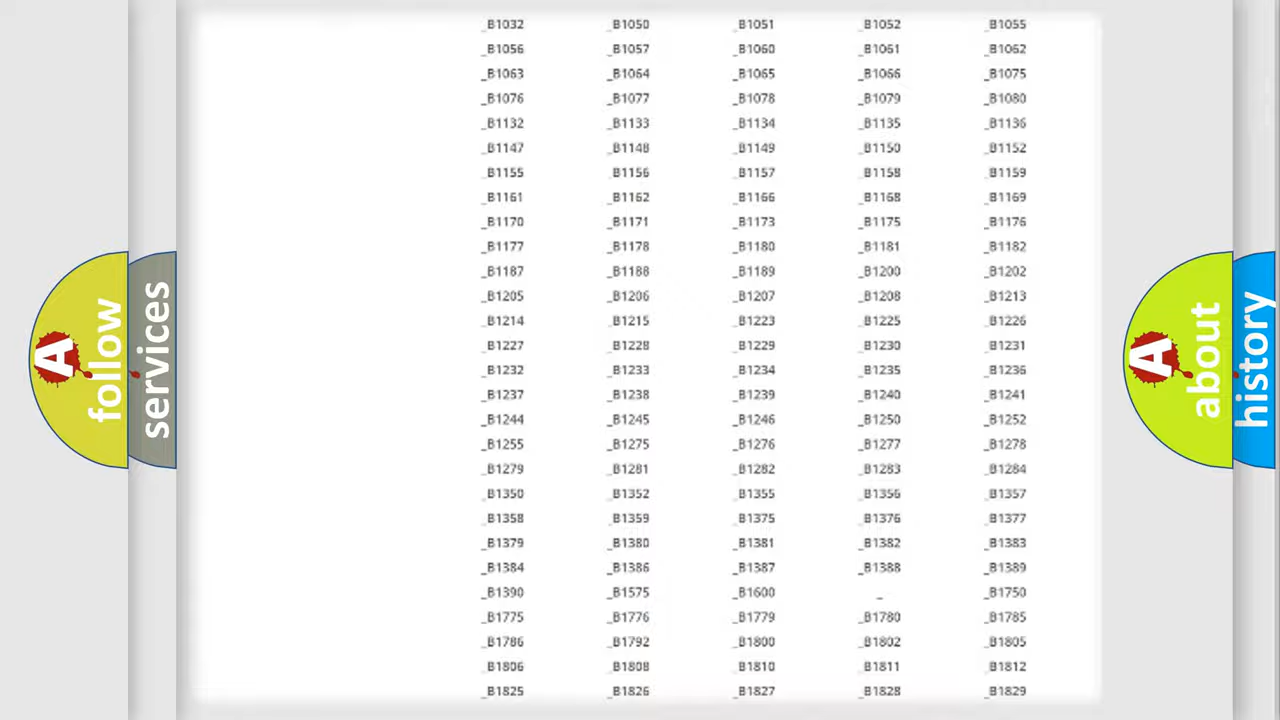 _B1032 _B1050 _B1051 _B1052 _B1055
_B1056 _B1057 _B1060 _B1061 _B1062
_B1063 _B1064 _B1065 _B1066 _B1075
_B1076 _B1077 _B1078 _B1079 _B1080
_B1132 _B1133 _B1134 _B1135 _B1136
_B1147 _B1148 _B1149 _B1150 _B1152
_B1155 _B1156 _B1157 _B1158 _B1159
_B1161 _B1162 _B1166 _B1168 _B1169
_B1170 _B1171 _B1173 _B1175 _B1176
_B1177 _B1178 _B1180 _B1181 _B1182
_B1187 _B1188 _B1189 _B1200 _B1202
_B1205 _B1206 _B1207 _B1208 _B1213
_B1214 _B1215 _B1223 _B1225 _B1226
_B1227 _B1228 _B1229 _B1230 _B1231
_B1232 _B1233 _B1234 _B1235 _B1236
_B1237 _B1238 _B1239 _B1240 _B1241
_B1244 _B1245 _B1246 _B1250 _B1252
_B1255 _B1275 _B1276 _B1277 _B1278
_B1279 _B1281 _B1282 _B1283 _B1284
_B1350 _B1352 _B1355 _B1356 _B1357
_B1358 _B1359 _B1375 _B1376 _B1377
_B1379 _B1380 _B1381 _B1382 _B1383
_B1384 _B1386 _B1387 _B1388 _B1389
_B1390 _B1575 _B1600 _ _B1750
_B1775 _B1776 _B1779 _B1780 _B1785
_B1786 _B1792 _B1800 _B1802 _B1805
_B1806 _B1808 _B1810 _B1811 _B1812
_B1825 _B1826 _B1827 _B1828 _B1829
A follow
services
A about
history